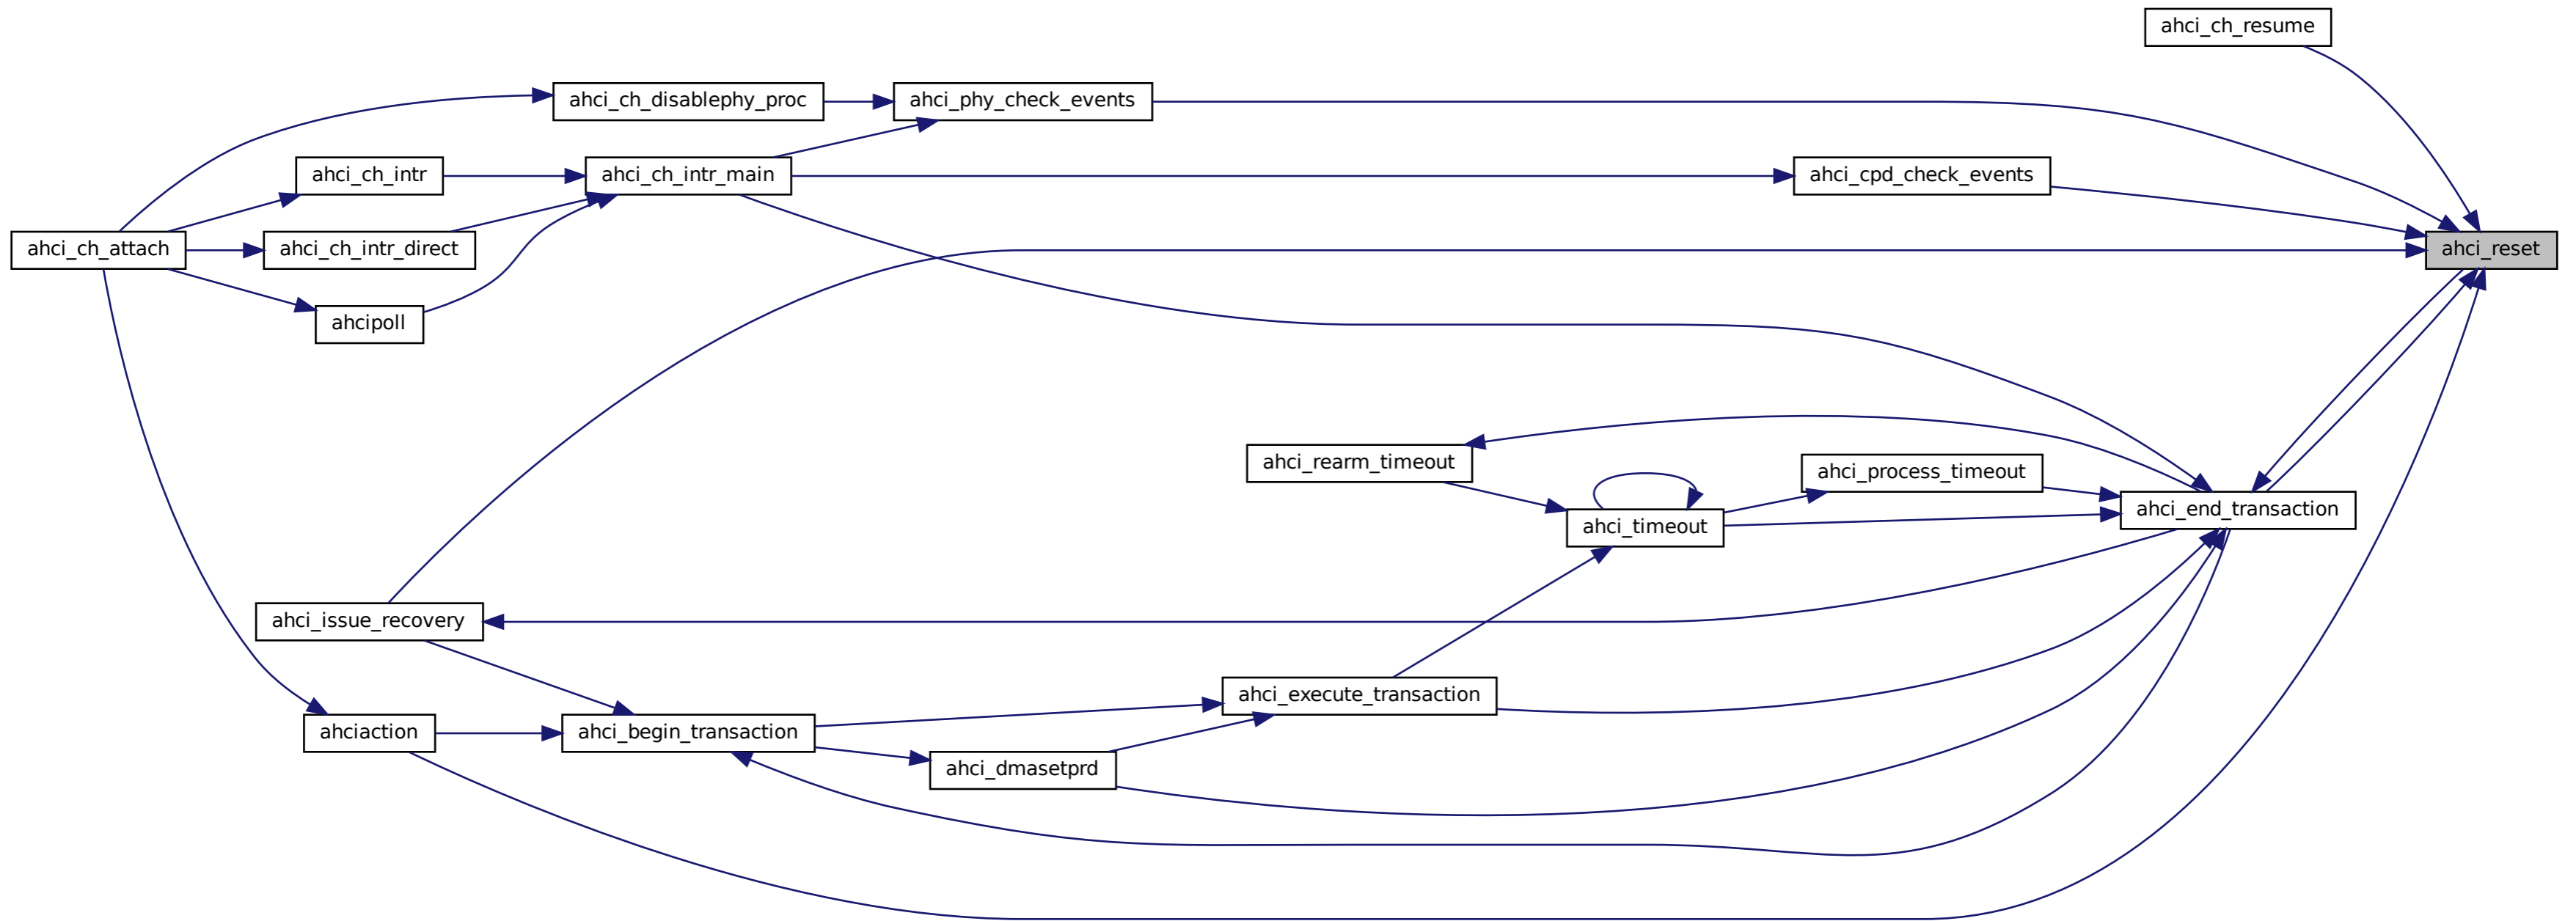 ahci_ch_resume
ahci_ch_disablephy_proc
ahci_phy_check_events
ahci_ch_intr
ahci_ch_intr_main
ahci_cpd_check_events
ahci_ch_attach
ahci_ch_intr_direct
ahci_reset
ahcipoll
ahci_rearm_timeout
ahci_process_timeout
ahci_end_transaction
ahci_timeout
ahci_issue_recovery
ahci_execute_transaction
ahciaction
ahci_begin_transaction
ahci_dmasetprd